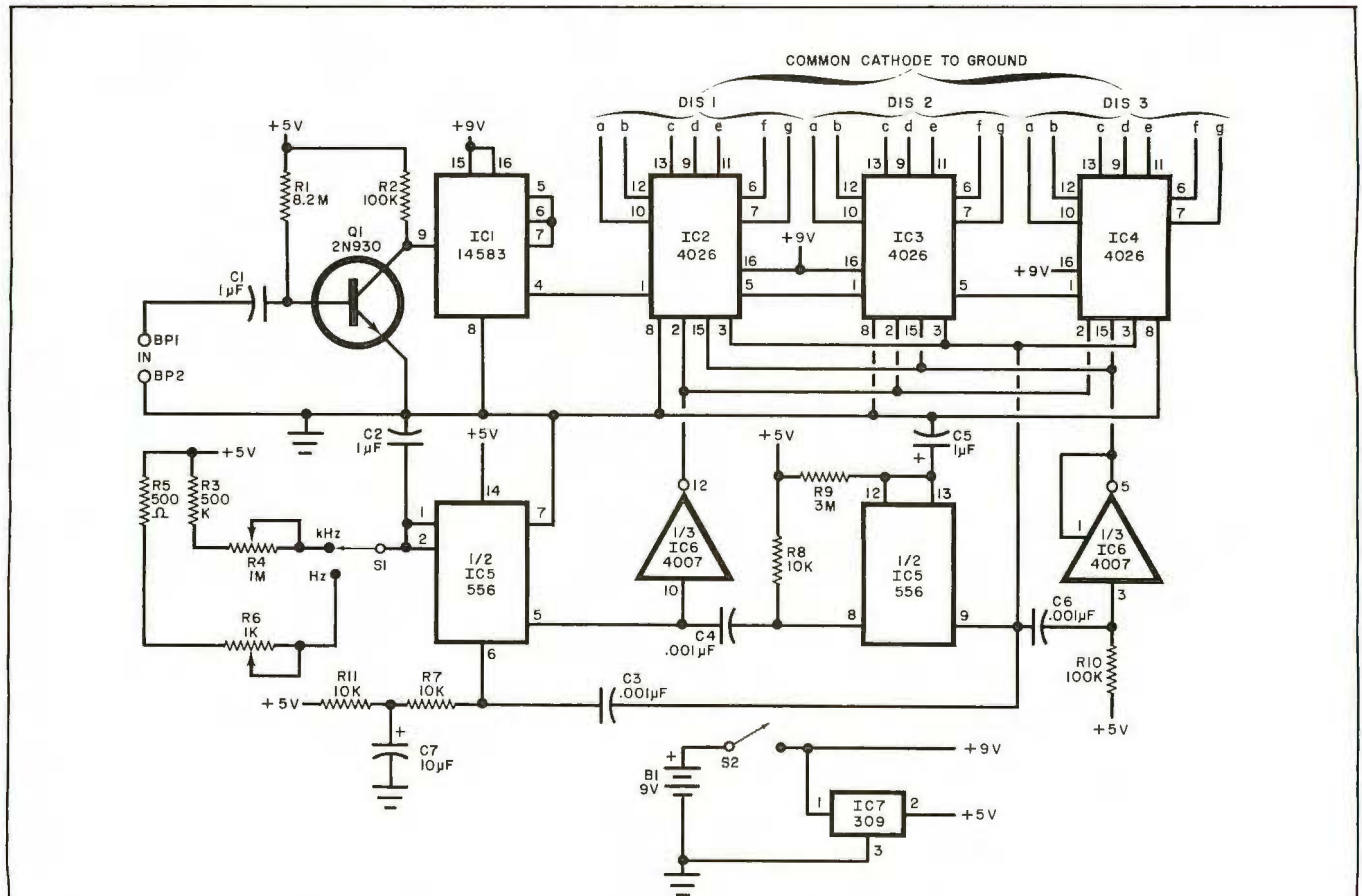 COMMON CATHODE TO GROUND
DIS 1
DIS 2
DIS 3
a b c d e f g
a b c d e f g
a b c d e f g
+5V
+9V
15 16
R1
8.2M
R2
100K
Q1
2N930
C1
1µF
BP1
IN
BP2
9
IC1
14583
5
6
7
4
8
13 9 11
12
10
6
7
IC2
4026
16
5
1
8 2 15 3
+9V
13 9 11
12
10
6
7
IC3
4026
16
5
1
8 2 15 3
13 9 11
12
10
6
7
IC4
4026
+9V
16
1
2 15 3 8
C2
1µF
+5V
14
+5V
R5
500
Ω
R3
500
K
R4
1M
kHz
S1
Hz
R6
1K
1
2
7
1/2
IC5
556
5
6
12
1/3
IC6
4007
10
C4
.001µF
+5V
R9
3M
R8
10K
C5
1µF
+
12 13
1/2
IC5
556
8
9
5
1
1/3
IC6
4007
3
C6
.001µF
R10
100K
+5V
R11
10K
R7
10K
+5V
+
C7
10µF
C3
.001µF
+
B1
9V
S2
+9V
1
IC7
309
2
+5V
3